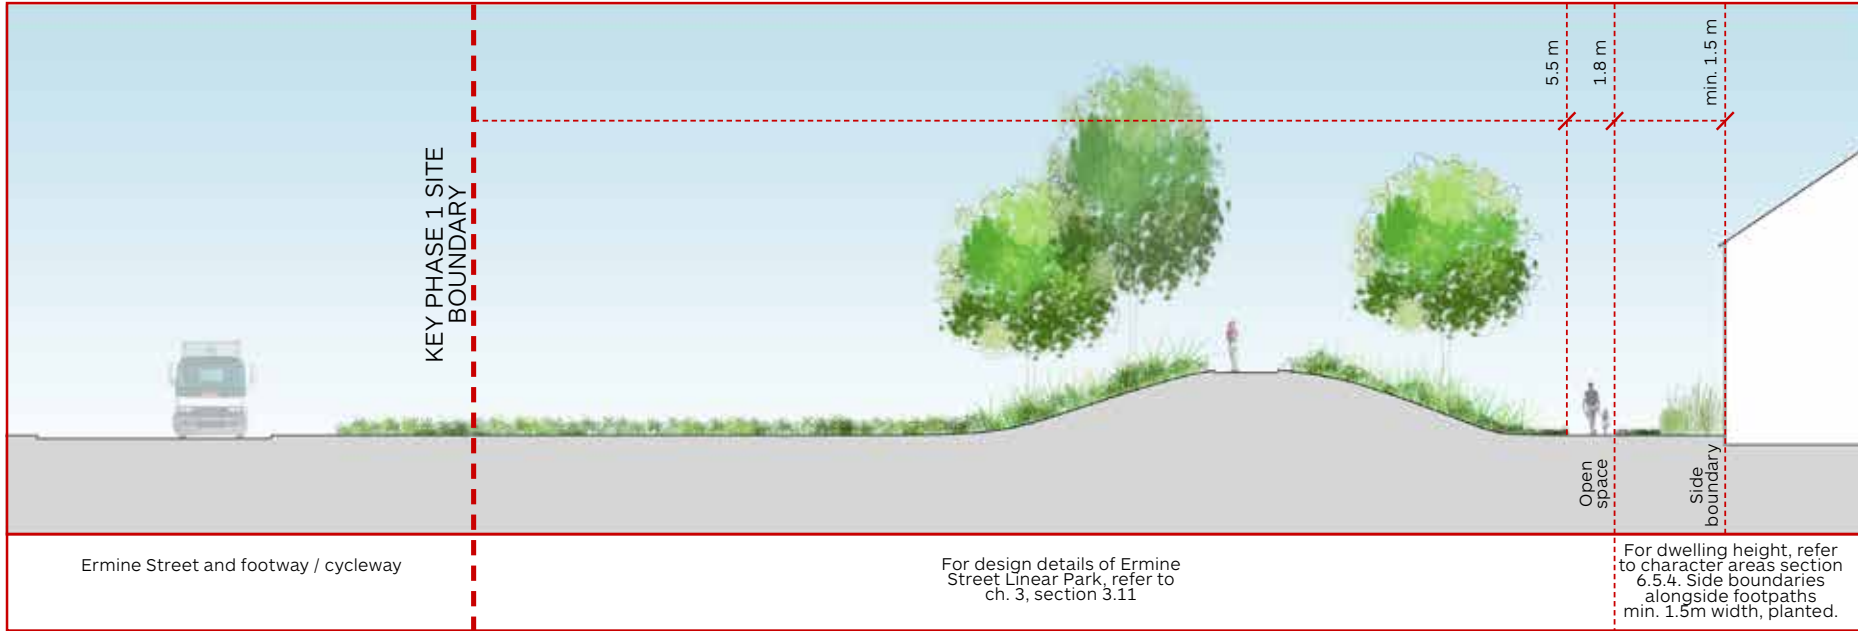 5.5 m
1.8 m
min. 1.5 m
KEY PHASE 1 SITE
BOUNDARY
Open
space
Side
boundary
Ermine Street and footway / cycleway
For design details of Ermine
Street Linear Park, refer to
ch. 3, section 3.11
For dwelling height, refer
to character areas section
6.5.4. Side boundaries
alongside footpaths
min. 1.5m width, planted.